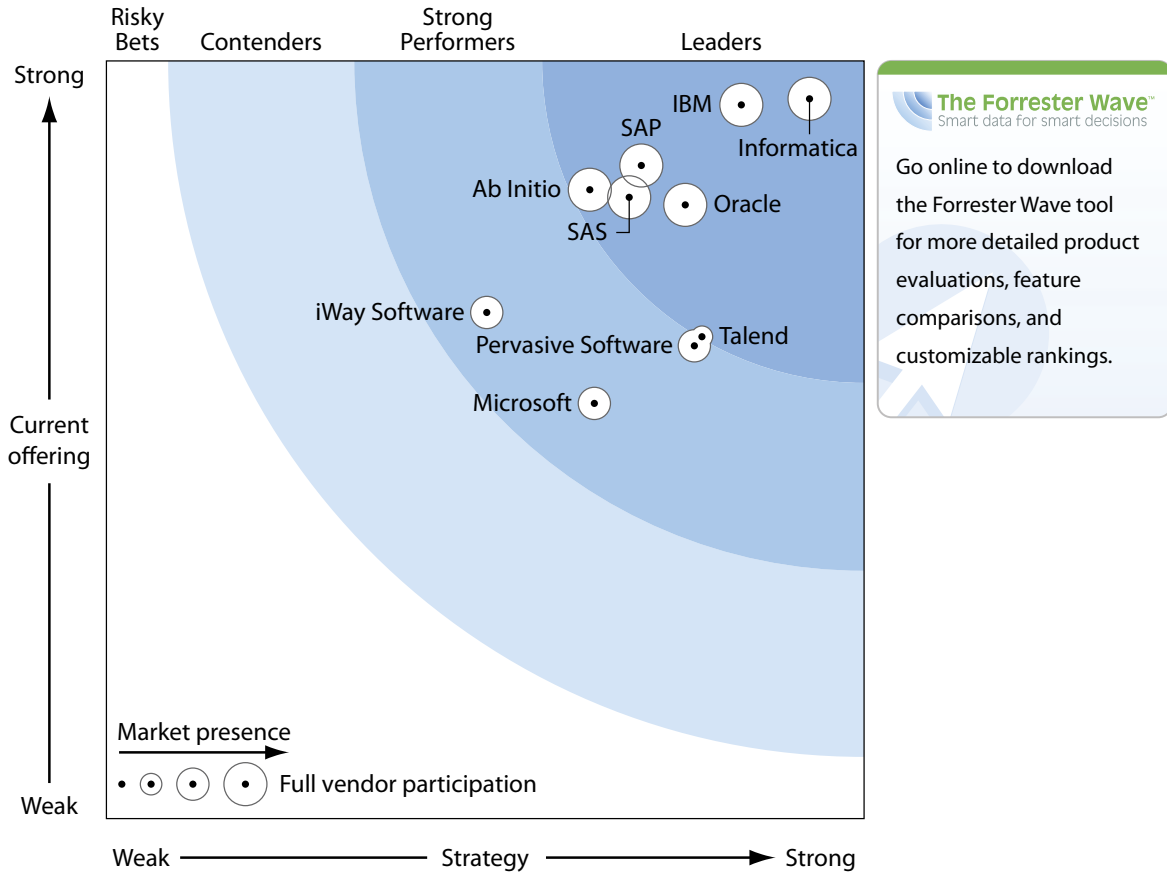 Risky
Bets
Contenders
Strong
Performers
Leaders
Strong
Current
offering
Weak
IBM
Informatica
SAP
Ab Initio
SAS
Oracle
iWay Software
Pervasive Software
Talend
Microsoft
Market presence
Full vendor participation
Weak
Strategy
Strong
The Forrester Wave™
Smart data for smart decisions
Go online to download
the Forrester Wave tool
for more detailed product
evaluations, feature
comparisons, and
customizable rankings.